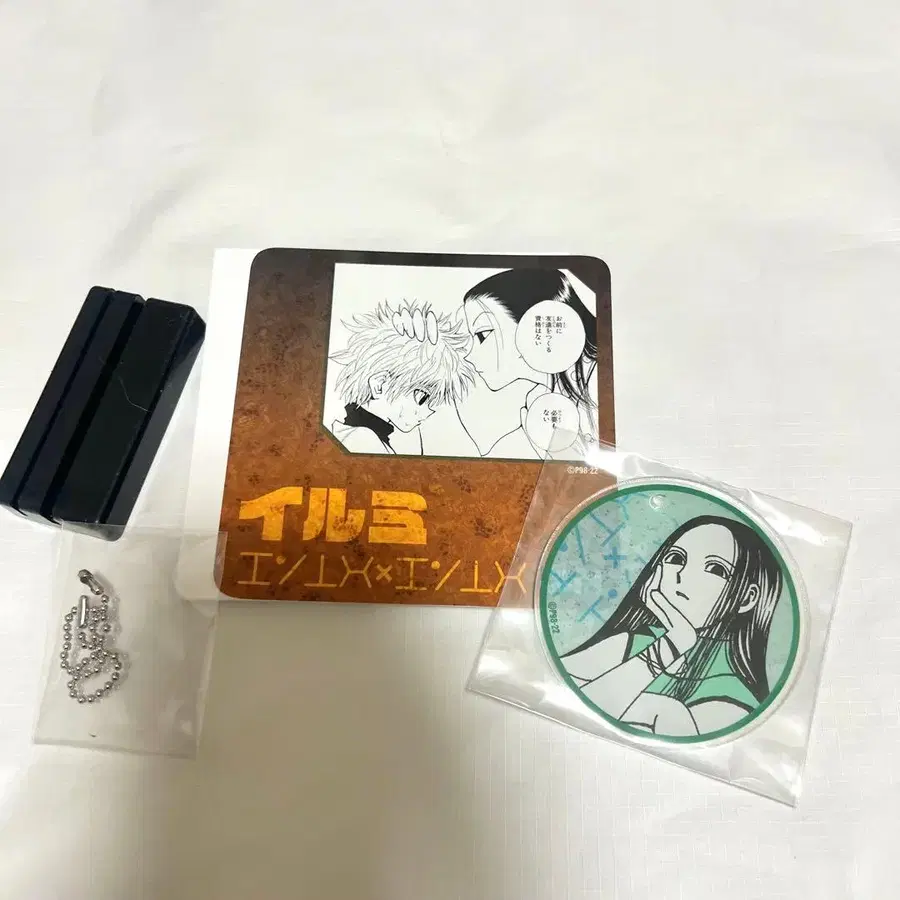 お前に
友達をつくる
資格はない
必要も
ない
©P98-22
イルミ
©P98-22